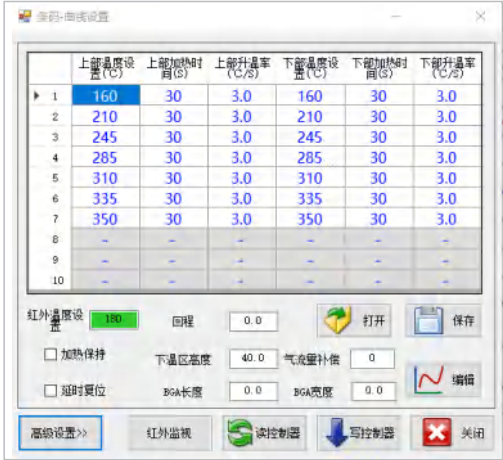 条码-曲线设置
上部温度设置(℃) 上部加热时间(S) 上部升温率(℃/S) 下部温度设置(℃) 下部加热时间(S) 下部升温率(℃/S)
1 160 30 3.0 160 30 3.0
2 210 30 3.0 210 30 3.0
3 245 30 3.0 245 30 3.0
4 285 30 3.0 285 30 3.0
5 310 30 3.0 310 30 3.0
6 335 30 3.0 335 30 3.0
7 350 30 3.0 350 30 3.0
8 - - - - - -
9 - - - - - -
10 - - - - - -
红外温度设置 180 回程 0.0 打开 保存
加热保持 下温区高度 40.0 气流量补偿 0
延时复位 BGA长度 0.0 BGA宽度 0.0 编辑
高级设置>> 红外监视 读控制器 写控制器 关闭